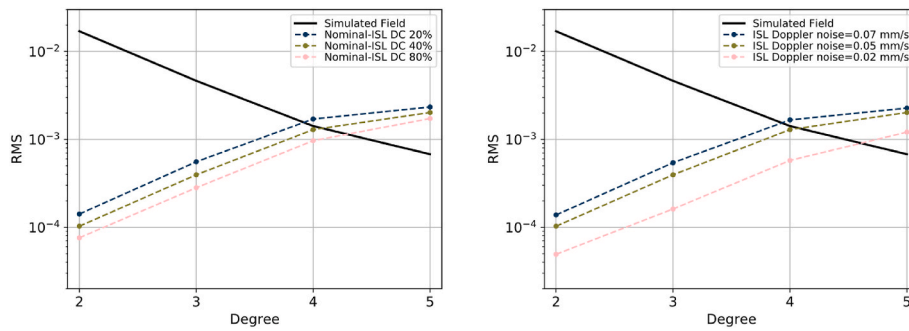 Simulated Field
Nominal-ISL DC 20%
Nominal-ISL DC 40%
Nominal-ISL DC 80%
10⁻²
10⁻³
10⁻⁴
RMS
2 3 4 5
Degree
Simulated Field
ISL Doppler noise=0.07 mm/s
ISL Doppler noise=0.05 mm/s
ISL Doppler noise=0.02 mm/s
10⁻²
10⁻³
10⁻⁴
RMS
2 3 4 5
Degree